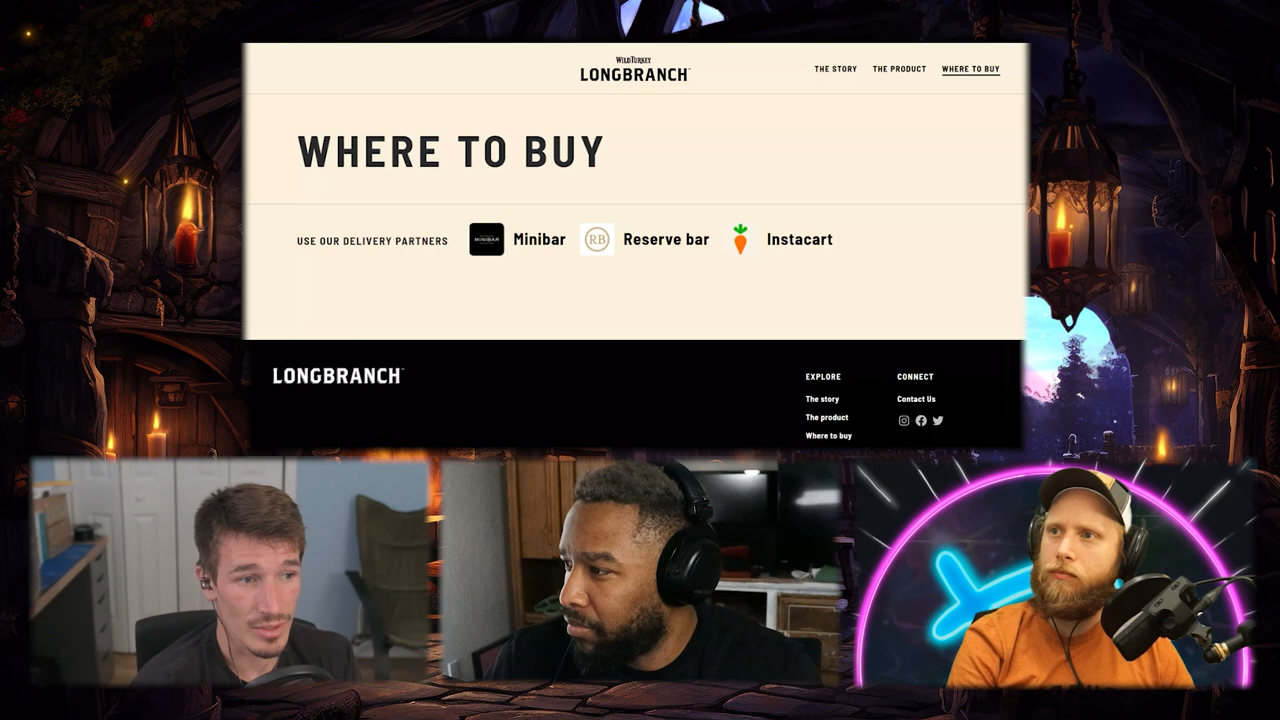 WILD TURKEY
LONGBRANCH™
THE STORY THE PRODUCT WHERE TO BUY
WHERE TO BUY
USE OUR DELIVERY PARTNERS MINIBAR Minibar RB Reserve bar Instacart
LONGBRANCH
EXPLORE CONNECT
The story Contact Us
The product
Where to buy